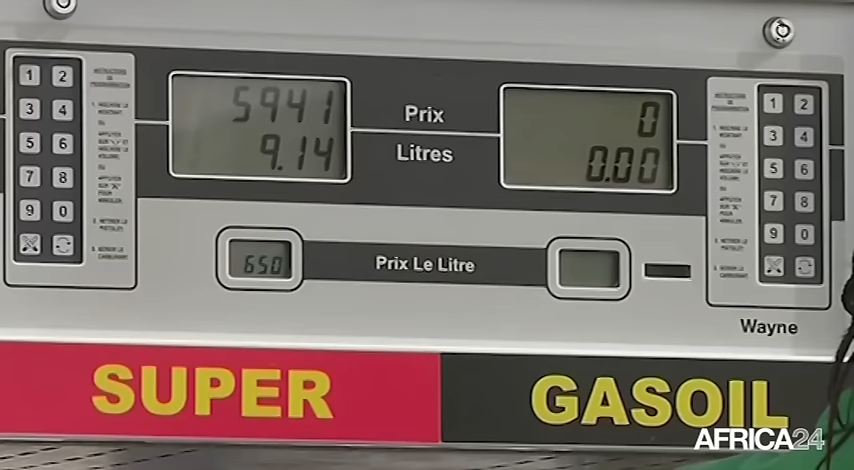 1 2
3 4
5 6
7 8
9 0
5941
9.14
Prix
Litres
0
0.00
1 2
3 4
5 6
7 8
9 0
650
Prix Le Litre
Wayne
SUPER
GASOIL
AFRICA24